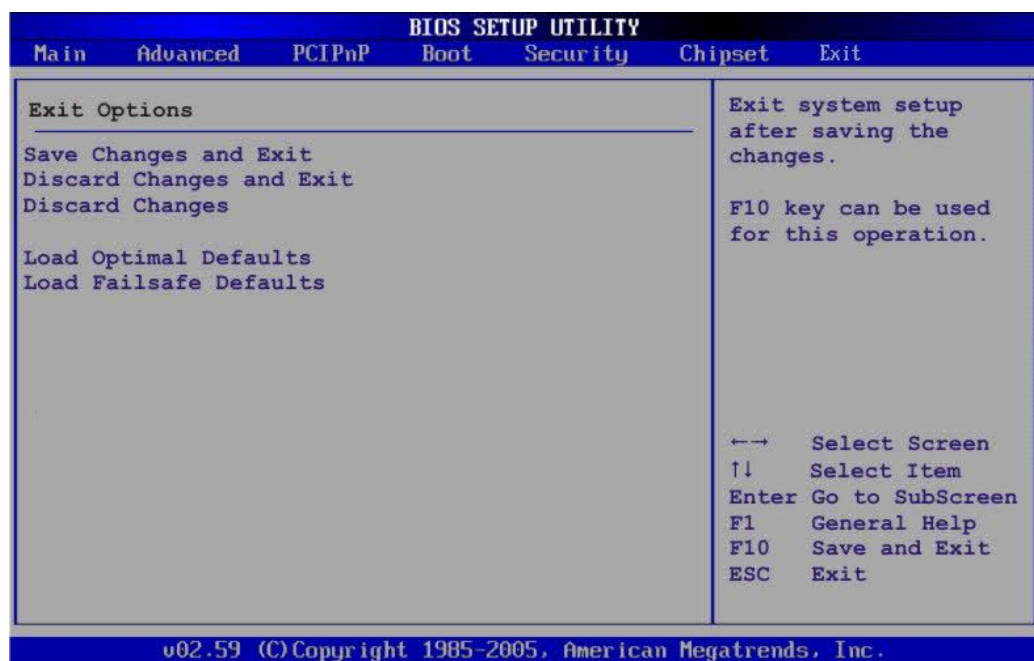 BIOS SETUP UTILITY
Main Advanced PCIPnP Boot Security Chipset Exit
Exit Options
Save Changes and Exit
Discard Changes and Exit
Discard Changes
Load Optimal Defaults
Load Failsafe Defaults
Exit system setup
after saving the
changes.
F10 key can be used
for this operation.
←→ Select Screen
↑↓ Select Item
Enter Go to SubScreen
F1 General Help
F10 Save and Exit
ESC Exit
v02.59 (C)Copyright 1985-2005, American Megatrends, Inc.